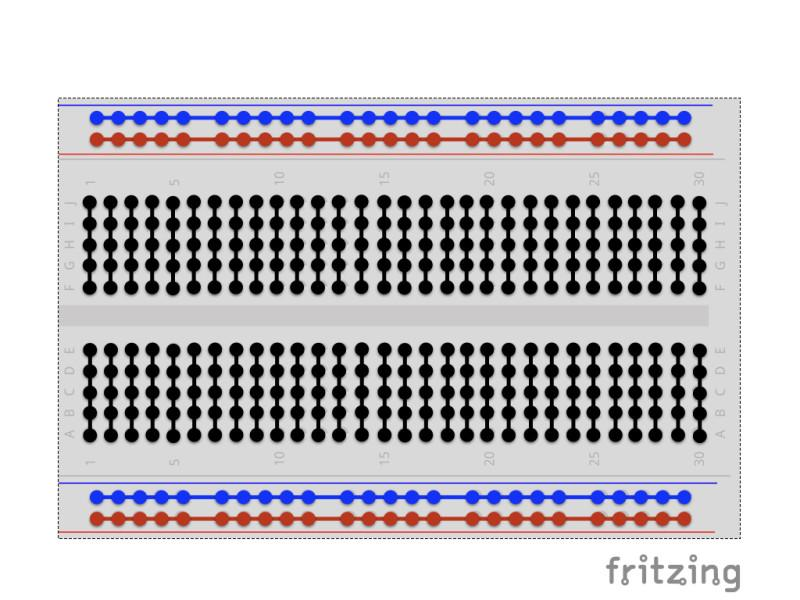 1 5 10 15 20 25 30
J J
I I
H H
G G
F F
E E
D D
C C
B B
A A
1 5 10 15 20 25 30
fritzing